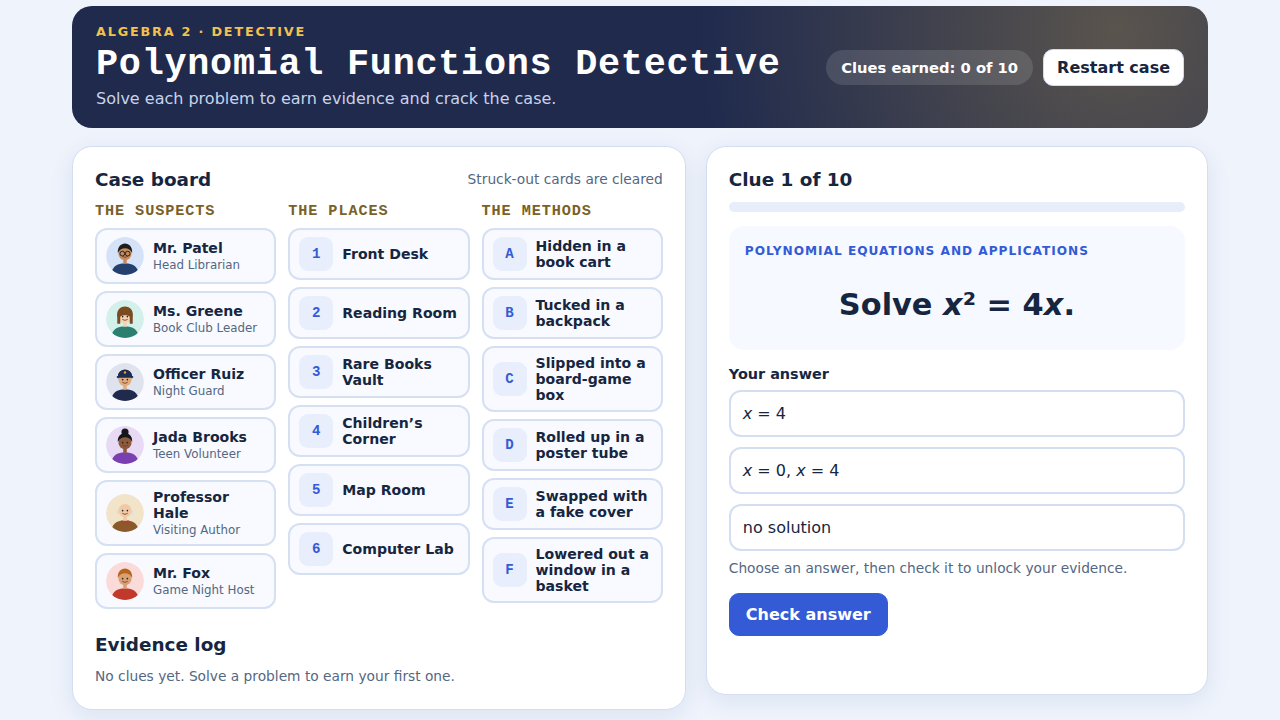 ALGEBRA 2 · DETECTIVE
Polynomial Functions Detective
Solve each problem to earn evidence and crack the case.
Clues earned: 0 of 10
Restart case
Case board
Struck-out cards are cleared
THE SUSPECTS
Mr. Patel
Head Librarian
Ms. Greene
Book Club Leader
Officer Ruiz
Night Guard
Jada Brooks
Teen Volunteer
Professor
Hale
Visiting Author
Mr. Fox
Game Night Host
THE PLACES
1
Front Desk
2
Reading Room
3
Rare Books
Vault
4
Children’s
Corner
5
Map Room
6
Computer Lab
THE METHODS
A
Hidden in a
book cart
B
Tucked in a
backpack
C
Slipped into a
board-game
box
D
Rolled up in a
poster tube
E
Swapped with
a fake cover
F
Lowered out a
window in a
basket
Evidence log
No clues yet. Solve a problem to earn your first one.
Clue 1 of 10
POLYNOMIAL EQUATIONS AND APPLICATIONS
Solve x² = 4x.
Your answer
x = 4
x = 0, x = 4
no solution
Choose an answer, then check it to unlock your evidence.
Check answer